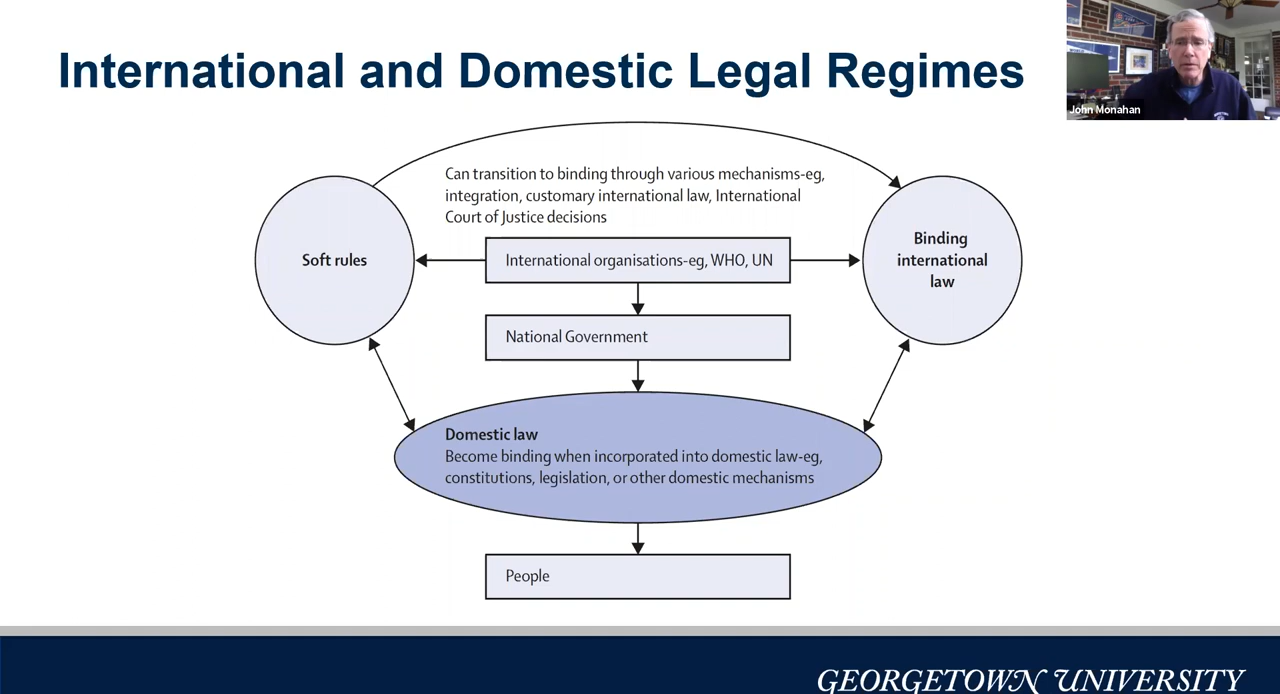 International and Domestic Legal Regimes
John Monahan
Can transition to binding through various mechanisms-eg,
integration, customary international law, International
Court of Justice decisions
Soft rules
International organisations-eg, WHO, UN
Binding
international
law
National Government
Domestic law
Become binding when incorporated into domestic law-eg,
constitutions, legislation, or other domestic mechanisms
People
GEORGETOWN UNIVERSITY